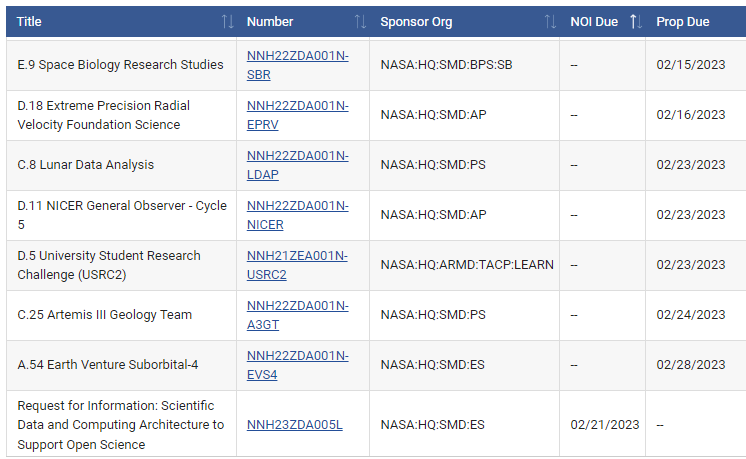 Title Number Sponsor Org NOI Due Prop Due
E.9 Space Biology Research Studies NNH22ZDA001N-
SBR NASA:HQ:SMD:BPS:SB -- 02/15/2023
D.18 Extreme Precision Radial
Velocity Foundation Science NNH22ZDA001N-
EPRV NASA:HQ:SMD:AP -- 02/16/2023
C.8 Lunar Data Analysis NNH22ZDA001N-
LDAP NASA:HQ:SMD:PS -- 02/23/2023
D.11 NICER General Observer - Cycle
5 NNH22ZDA001N-
NICER NASA:HQ:SMD:AP -- 02/23/2023
D.5 University Student Research
Challenge (USRC2) NNH21ZEA001N-
USRC2 NASA:HQ:ARMD:TACP:LEARN -- 02/23/2023
C.25 Artemis III Geology Team NNH22ZDA001N-
A3GT NASA:HQ:SMD:PS -- 02/24/2023
A.54 Earth Venture Suborbital-4 NNH22ZDA001N-
EVS4 NASA:HQ:SMD:ES -- 02/28/2023
Request for Information: Scientific
Data and Computing Architecture to
Support Open Science NNH23ZDA005L NASA:HQ:SMD:ES 02/21/2023 --